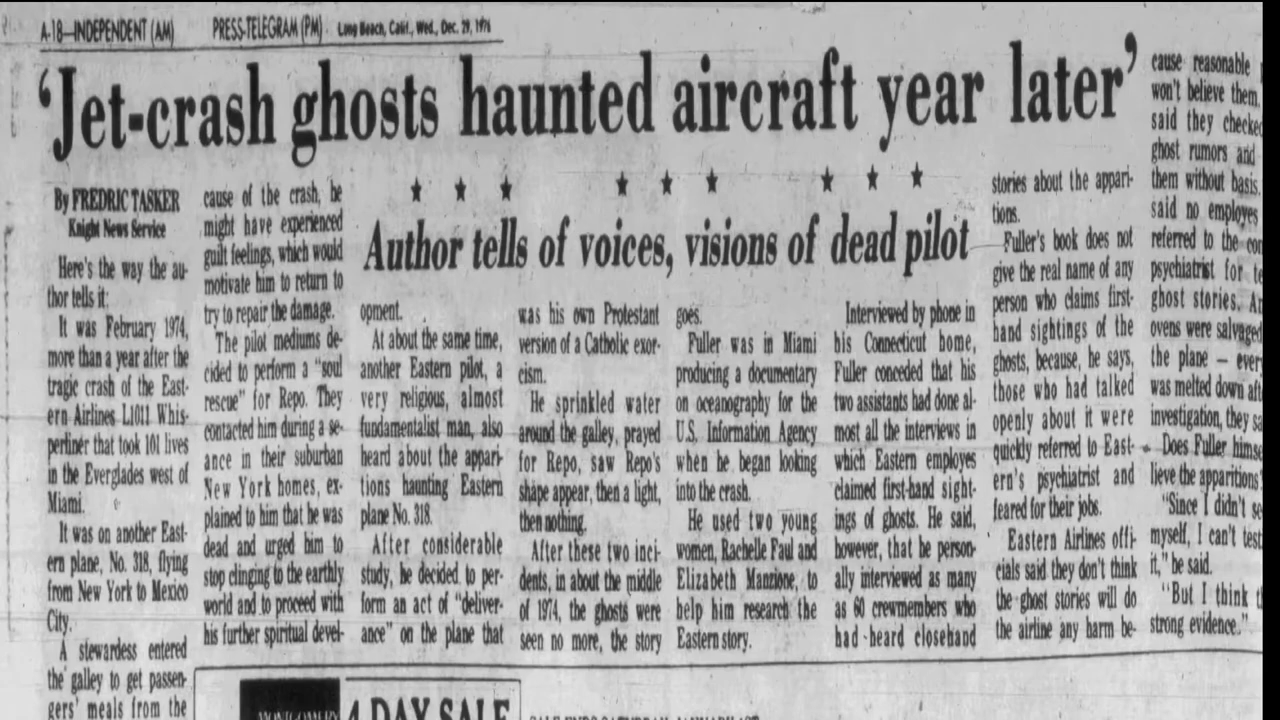 A-18—INDEPENDENT (AM) PRESS-TELEGRAM (PM) Long Beach, Calif., Wed., Dec. 29, 1976
‘Jet-crash ghosts haunted aircraft year later’
★ ★ ★ ★ ★ ★ ★ ★ ★
Author tells of voices, visions of dead pilot
By FREDRIC TASKER
Knight News Service
Here's the way the au-
thor tells it:
It was February 1974,
more than a year after the
tragic crash of the East-
ern Airlines L1011 Whis-
perliner that took 101 lives
in the Everglades west of
Miami.
It was on another East-
ern plane, No. 318, flying
from New York to Mexico
City.
A stewardess entered
the galley to get passen-
gers' meals from the
cause of the crash, he
might have experienced
guilt feelings, which would
motivate him to return to
try to repair the damage.
The pilot mediums de-
cided to perform a "soul
rescue" for Repo. They
contacted him during a se-
ance in their suburban
New York homes, ex-
plained to him that he was
dead and urged him to
stop clinging to the earthly
world and to proceed with
his further spiritual devel-
opment.
At about the same time,
another Eastern pilot, a
very religious, almost
fundamentalist man, also
heard about the appari-
tions haunting Eastern
plane No. 318.
After considerable
study, he decided to per-
form an act of "deliver-
ance" on the plane that
was his own Protestant
version of a Catholic exor-
cism.
He sprinkled water
around the galley, prayed
for Repo, saw Repo's
shape appear, then a light,
then nothing.
After these two inci-
dents, in about the middle
of 1974, the ghosts were
seen no more, the story
goes.
Fuller was in Miami
producing a documentary
on oceanography for the
U.S. Information Agency
when he began looking
into the crash.
He used two young
women, Rachelle Faul and
Elizabeth Manzione, to
help him research the
Eastern story.
Interviewed by phone in
his Connecticut home,
Fuller conceded that his
two assistants had done al-
most all the interviews in
which Eastern employes
claimed first-hand sight-
ings of ghosts. He said,
however, that he person-
ally interviewed as many
as 60 crewmembers who
had heard closehand
stories about the appari-
tions.
Fuller's book does not
give the real name of any
person who claims first-
hand sightings of the
ghosts, because, he says,
those who had talked
openly about it were
quickly referred to East-
ern's psychiatrist and
feared for their jobs.
Eastern Airlines offi-
cials said they don't think
the ghost stories will do
the airline any harm be-
cause reasonable
won't believe them.
said they checked
ghost rumors and
them without basis.
said no employes
referred to the
psychiatrist for
ghost stories.
ovens were salvaged
the plane —
was melted down
investigation, they
Does Fuller
lieve the apparitions
"Since I didn't
myself, I can't
it," he said.
"But I think
strong evidence."
4 DAY SALE